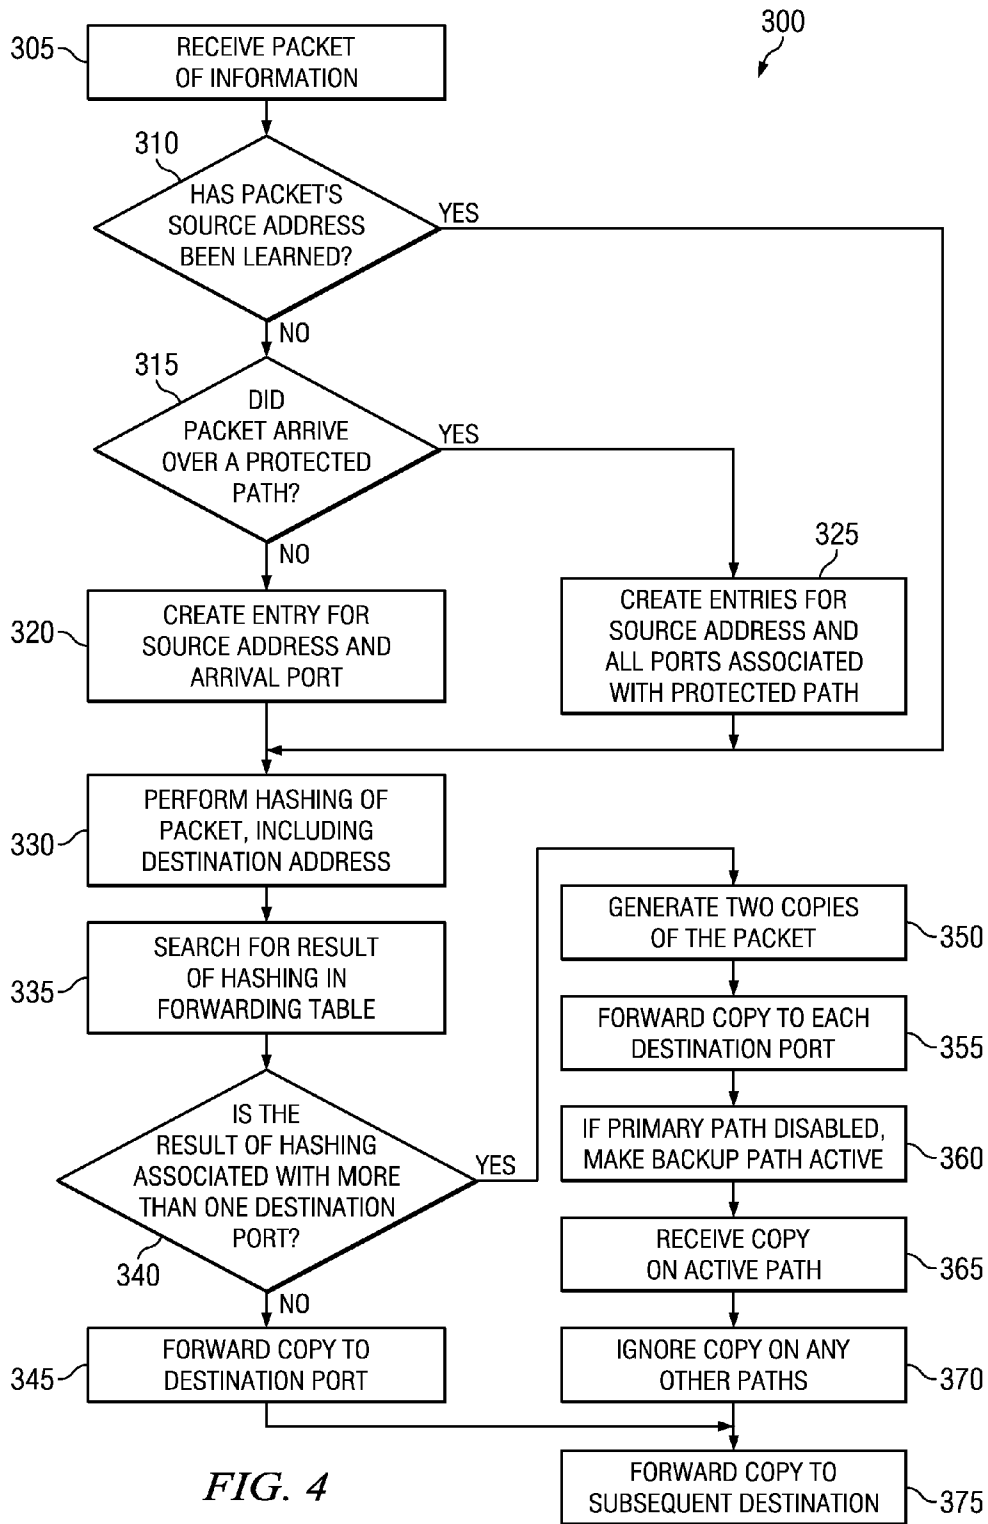 300
305
RECEIVE PACKET
OF INFORMATION
310
HAS PACKET'S
SOURCE ADDRESS
BEEN LEARNED?
YES
NO
315
DID
PACKET ARRIVE
OVER A PROTECTED
PATH?
YES
NO
320
CREATE ENTRY FOR
SOURCE ADDRESS AND
ARRIVAL PORT
325
CREATE ENTRIES FOR
SOURCE ADDRESS AND
ALL PORTS ASSOCIATED
WITH PROTECTED PATH
330
PERFORM HASHING OF
PACKET, INCLUDING
DESTINATION ADDRESS
335
SEARCH FOR RESULT
OF HASHING IN
FORWARDING TABLE
IS THE
RESULT OF HASHING
ASSOCIATED WITH MORE
THAN ONE DESTINATION
PORT?
340
YES
NO
345
FORWARD COPY TO
DESTINATION PORT
GENERATE TWO COPIES
OF THE PACKET
350
FORWARD COPY TO EACH
DESTINATION PORT
355
IF PRIMARY PATH DISABLED,
MAKE BACKUP PATH ACTIVE
360
RECEIVE COPY
ON ACTIVE PATH
365
IGNORE COPY ON ANY
OTHER PATHS
370
FORWARD COPY TO
SUBSEQUENT DESTINATION
375
FIG. 4